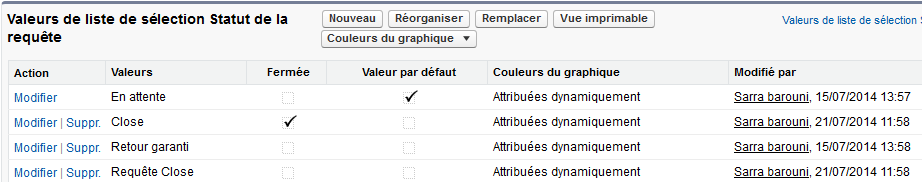 Valeurs de liste de sélection Statut de la requête
Nouveau Réorganiser Remplacer Vue imprimable
Couleurs du graphique
Valeurs de liste de sélection
Action Valeurs Fermée Valeur par défaut Couleurs du graphique Modifié par
Modifier En attente Attribuées dynamiquement Sarra barouni, 15/07/2014 13:57
Modifier | Suppr. Close Attribuées dynamiquement Sarra barouni, 21/07/2014 11:58
Modifier | Suppr. Retour garanti Attribuées dynamiquement Sarra barouni, 15/07/2014 13:58
Modifier | Suppr. Requête Close Attribuées dynamiquement Sarra barouni, 21/07/2014 11:58